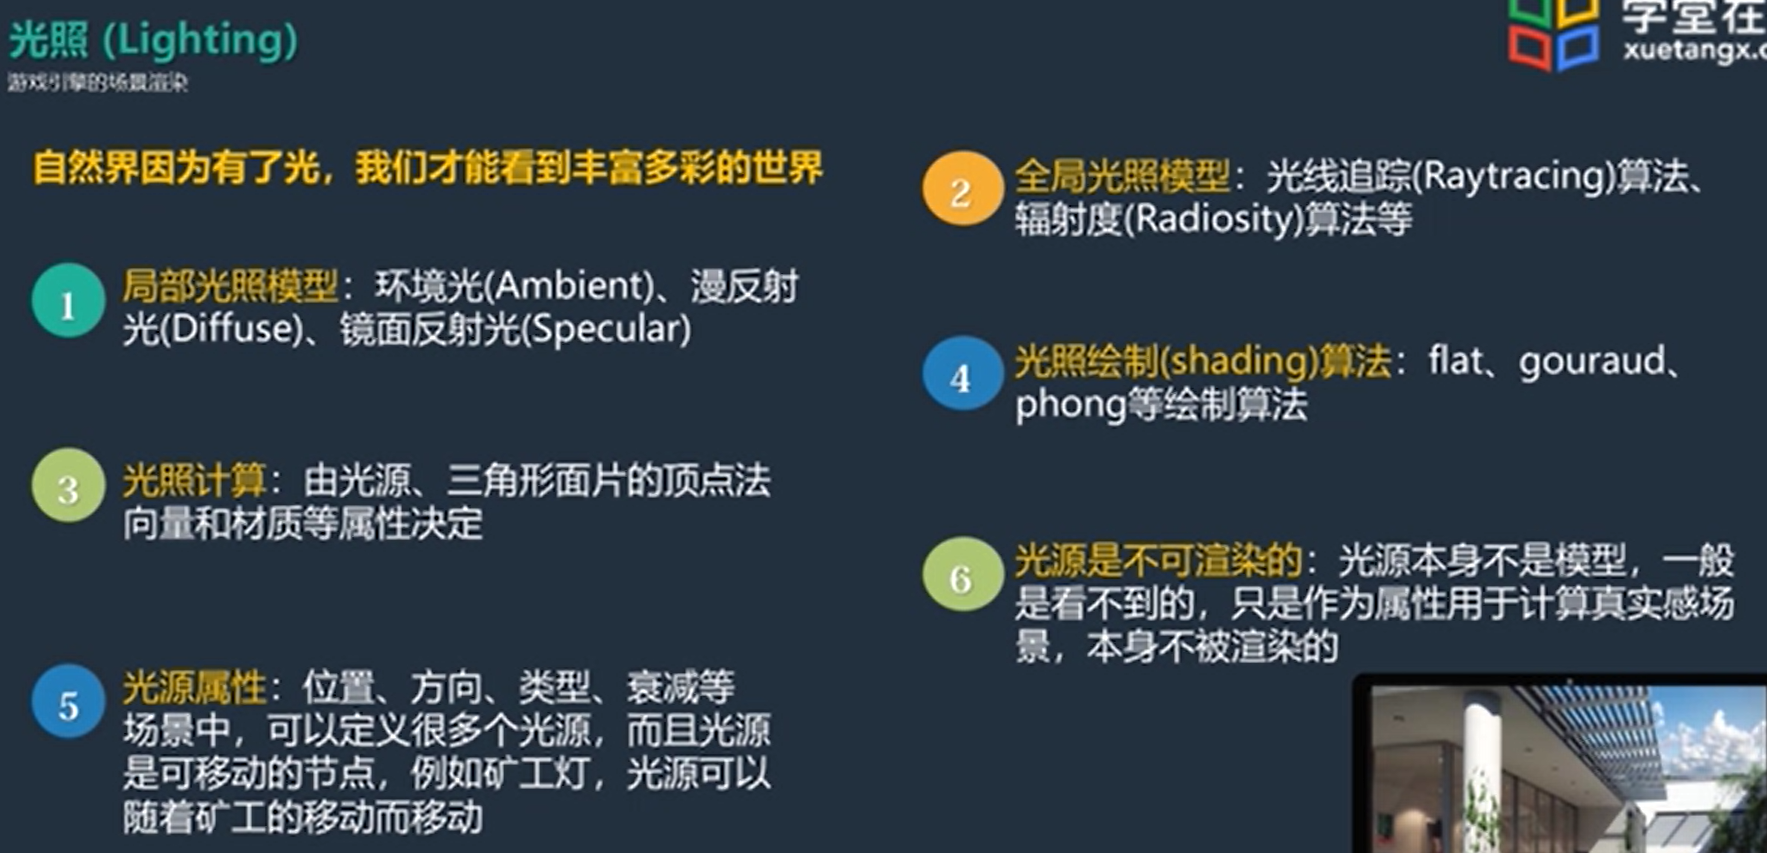 光照 (Lighting)
游戏引擎的场景渲染
学堂在
xuetangx.c
自然界因为有了光，我们才能看到丰富多彩的世界
1
局部光照模型：环境光(Ambient)、漫反射
光(Diffuse)、镜面反射光(Specular)
2
全局光照模型：光线追踪(Raytracing)算法、
辐射度(Radiosity)算法等
3
光照计算：由光源、三角形面片的顶点法
向量和材质等属性决定
4
光照绘制(shading)算法：flat、gouraud、
phong等绘制算法
5
光源属性：位置、方向、类型、衰减等
场景中，可以定义很多个光源，而且光源
是可移动的节点，例如矿工灯，光源可以
随着矿工的移动而移动
6
光源是不可渲染的：光源本身不是模型，一般
是看不到的，只是作为属性用于计算真实感场
景，本身不被渲染的